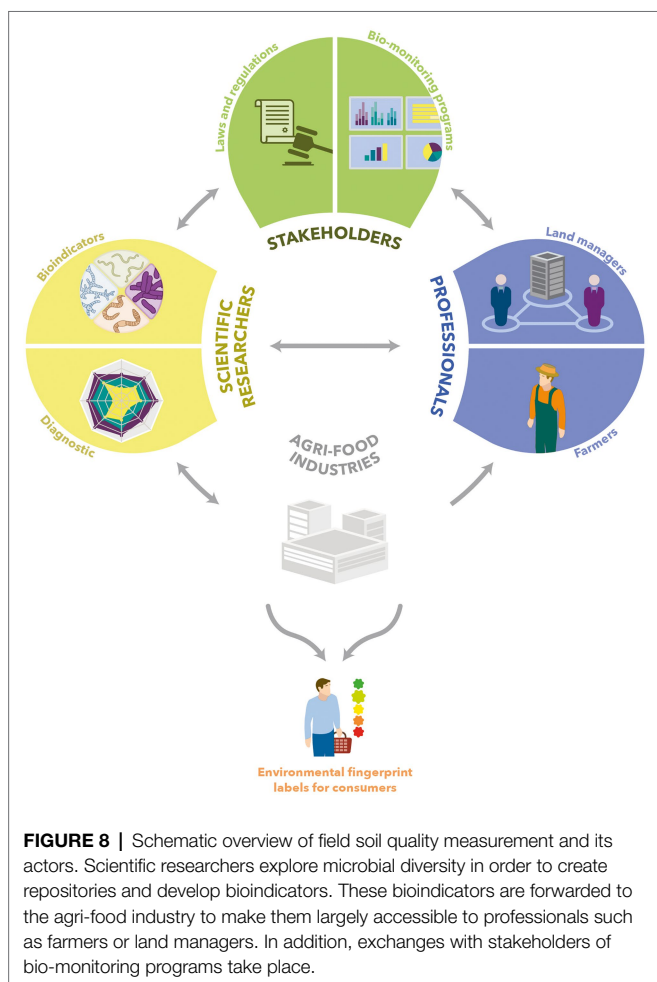 Laws and regulations
Bio-monitoring programs
STAKEHOLDERS
Bioindicators
Diagnostic
SCIENTIFIC
RESEARCHERS
PROFESSIONALS
Land managers
Farmers
AGRI-FOOD
INDUSTRIES
Environmental fingerprint
labels for consumers
FIGURE 8 | Schematic overview of field soil quality measurement and its
actors. Scientific researchers explore microbial diversity in order to create
repositories and develop bioindicators. These bioindicators are forwarded to
the agri-food industry to make them largely accessible to professionals such
as farmers or land managers. In addition, exchanges with stakeholders of
bio-monitoring programs take place.